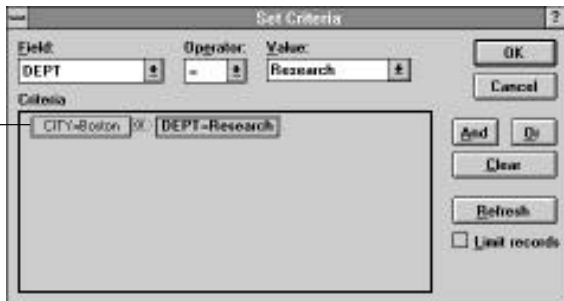 Set Criteria ?
Field: Operator: Value:
DEPT = Research
OK
Cancel
Criteria
CITY=Boston OR DEPT=Research
And Or
Clear
Refresh
Limit records